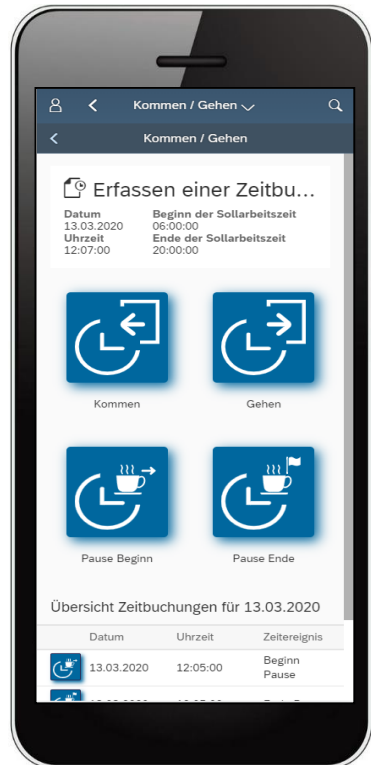 Kommen / Gehen
Kommen / Gehen
Erfassen einer Zeitbu...
Datum Beginn der Sollarbeitszeit
13.03.2020 06:00:00
Uhrzeit Ende der Sollarbeitszeit
12:07:00 20:00:00
Kommen Gehen
Pause Beginn Pause Ende
Übersicht Zeitbuchungen für 13.03.2020
Datum Uhrzeit Zeitereignis
13.03.2020 12:05:00 Beginn
Pause